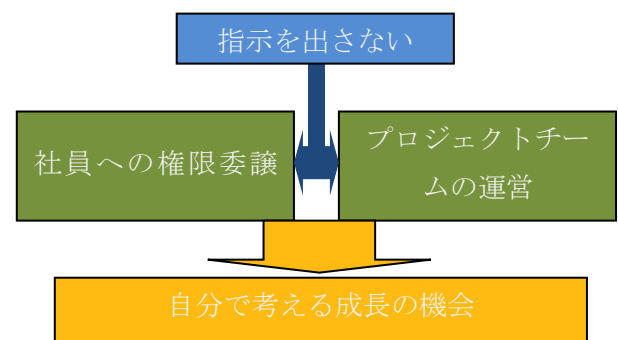 指示を出さない
社員への権限委譲
プロジェクトチー
ムの運営
自分で考える成長の機会